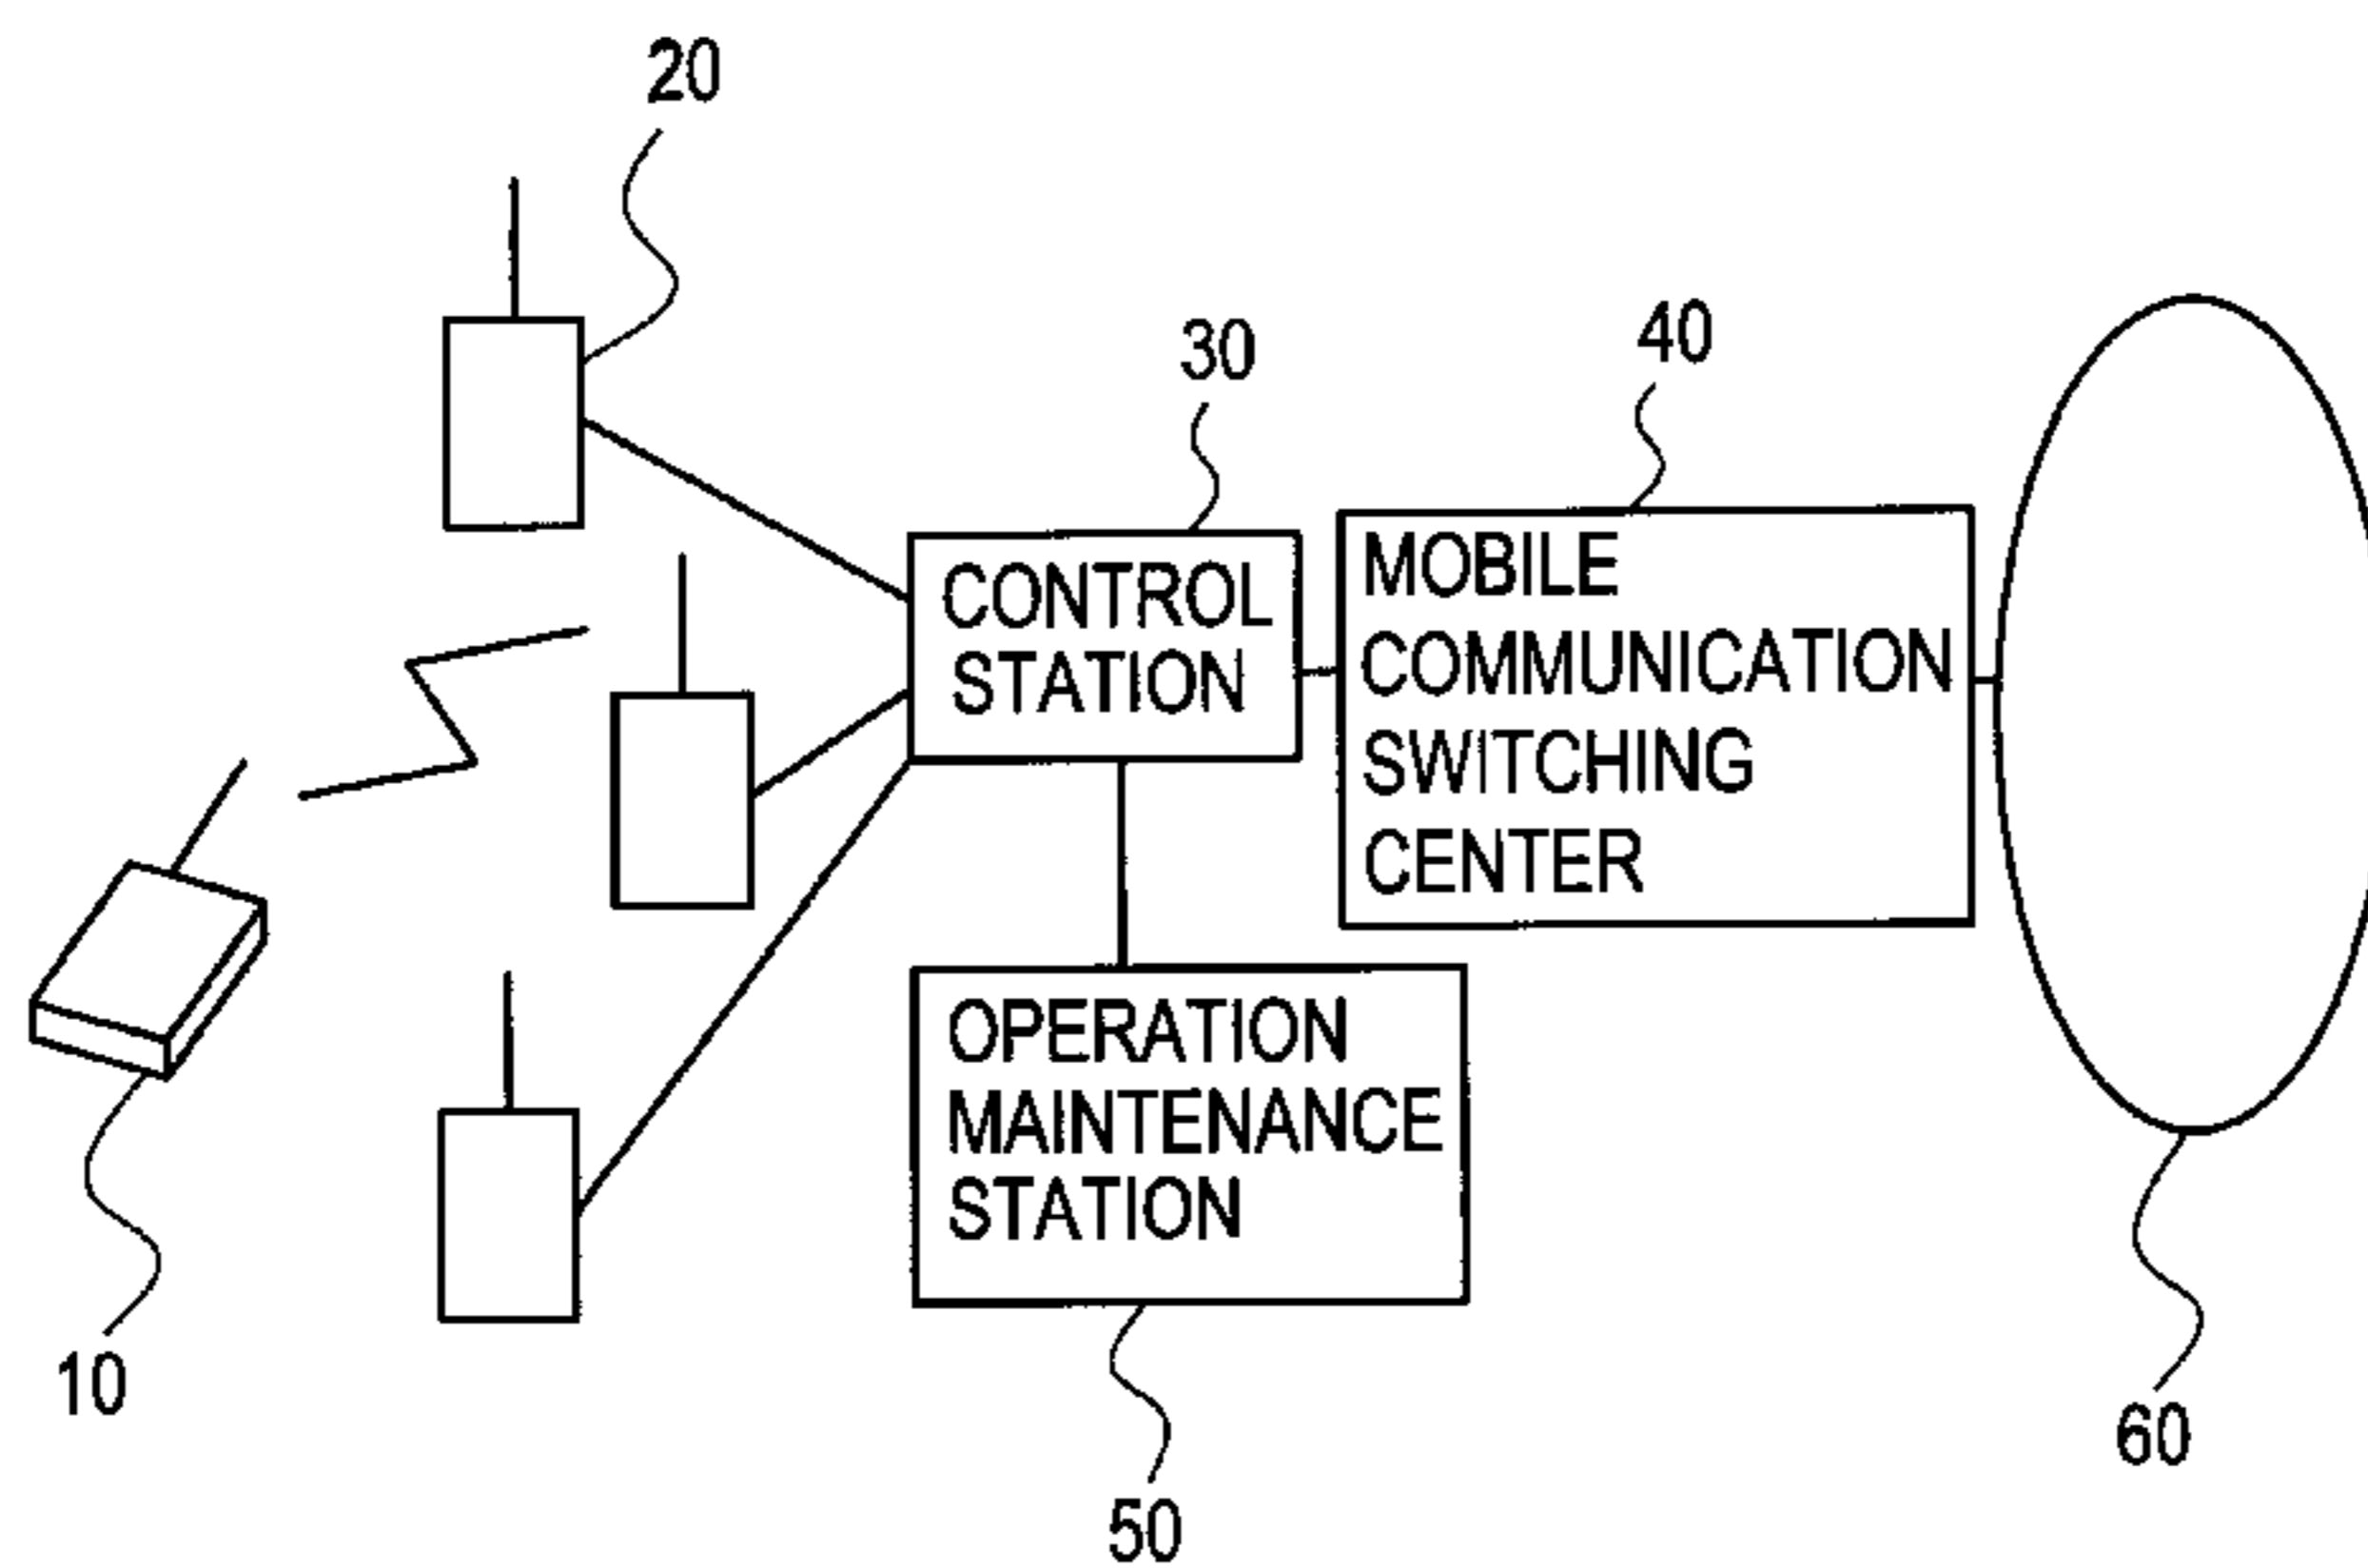 20
30
40
CONTROL
STATION
MOBILE
COMMUNICATION
SWITCHING
CENTER
OPERATION
MAINTENANCE
STATION
10
50
60